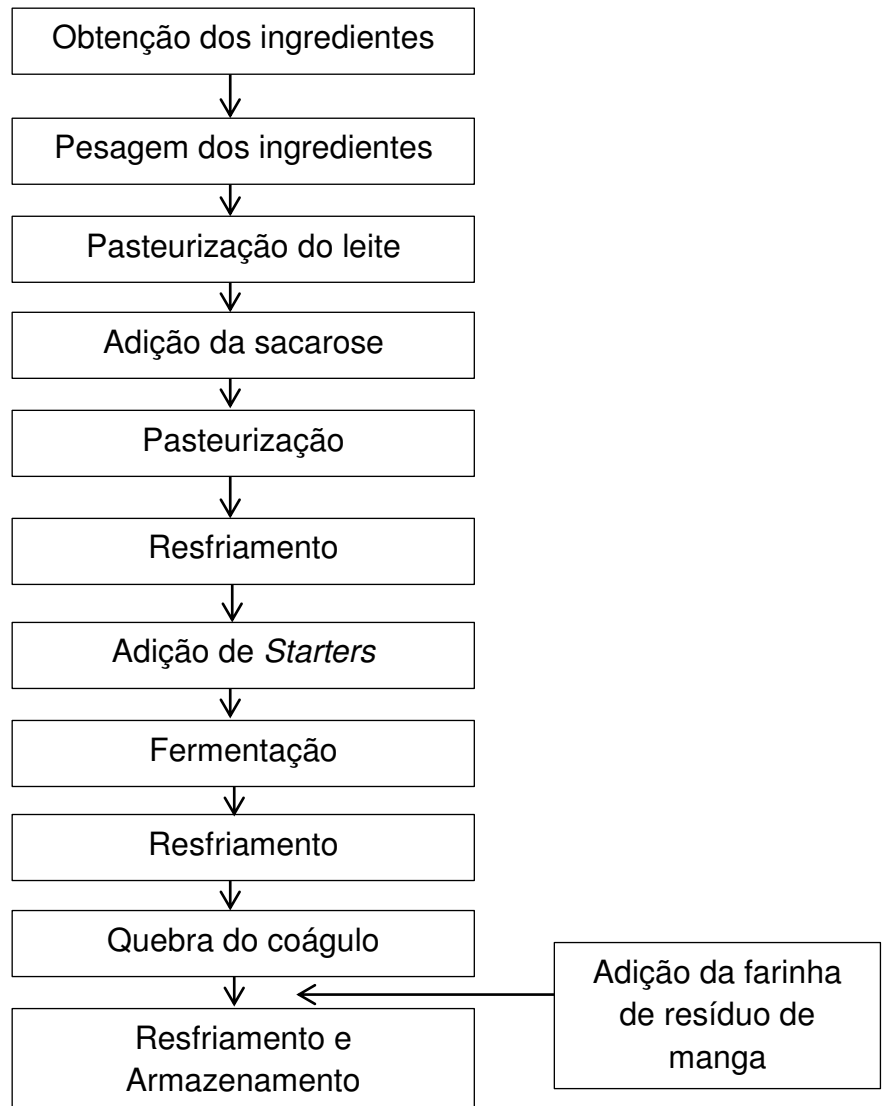 Obtenção dos ingredientes
Pesagem dos ingredientes
Pasteurização do leite
Adição da sacarose
Pasteurização
Resfriamento
Adição de Starters
Fermentação
Resfriamento
Quebra do coágulo
Adição da farinha
de resíduo de
manga
Resfriamento e
Armazenamento